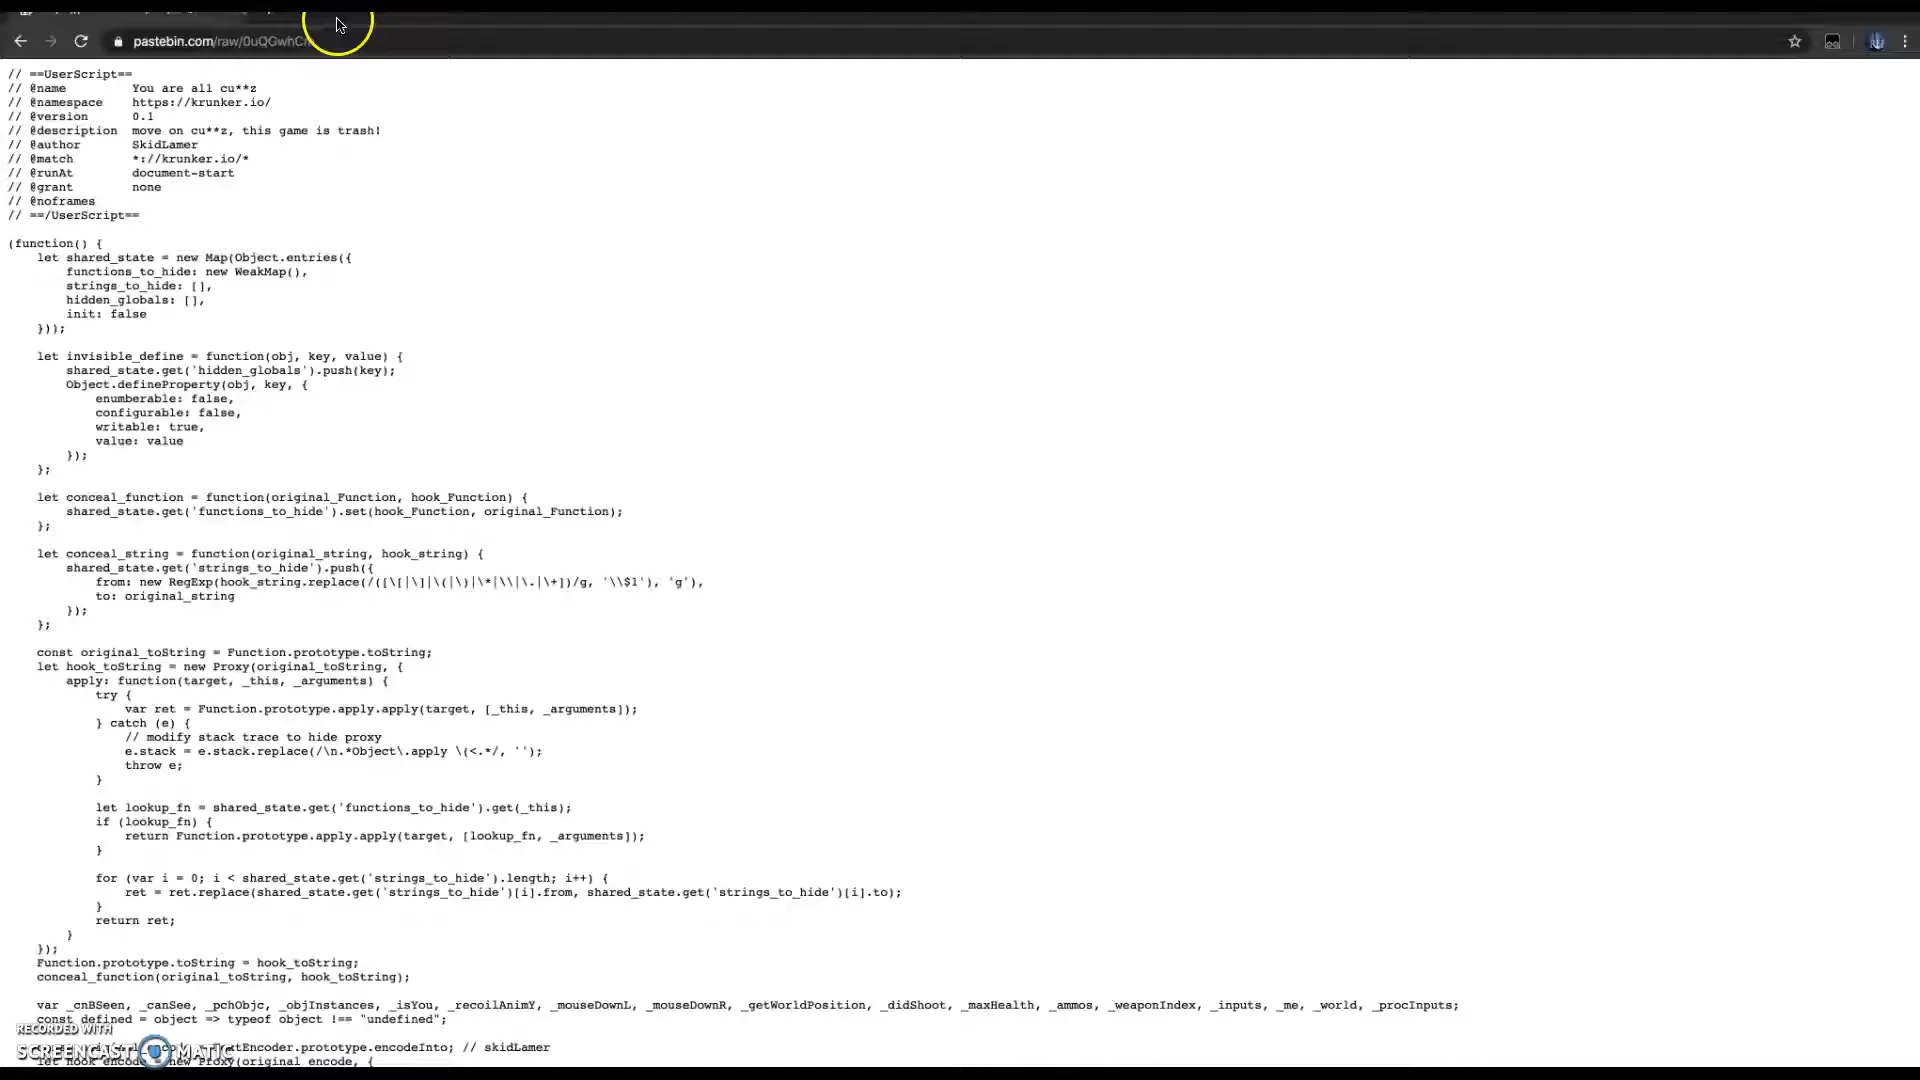 pastebin.com/raw/0uQGwhC
// ==UserScript==
// @name         You are all cu**z
// @namespace    https://krunker.io/
// @version      0.1
// @description  move on cu**z, this game is trash!
// @author       SkidLamer
// @match        *://krunker.io/*
// @runAt        document-start
// @grant        none
// @noframes
// ==/UserScript==
(function() {
    let shared_state = new Map(Object.entries({
        functions_to_hide: new WeakMap(),
        strings_to_hide: [],
        hidden_globals: [],
        init: false
    }));
    let invisible_define = function(obj, key, value) {
        shared_state.get('hidden_globals').push(key);
        Object.defineProperty(obj, key, {
            enumberable: false,
            configurable: false,
            writable: true,
            value: value
        });
    };
    let conceal_function = function(original_Function, hook_Function) {
        shared_state.get('functions_to_hide').set(hook_Function, original_Function);
    };
    let conceal_string = function(original_string, hook_string) {
        shared_state.get('strings_to_hide').push({
            from: new RegExp(hook_string.replace(/([\[|\]|\(|\)|\*|\\|\.|\+])/g, '\\$1'), 'g'),
            to: original_string
        });
    };
    const original_toString = Function.prototype.toString;
    let hook_toString = new Proxy(original_toString, {
        apply: function(target, _this, _arguments) {
            try {
                var ret = Function.prototype.apply.apply(target, [_this, _arguments]);
            } catch (e) {
                // modify stack trace to hide proxy
                e.stack = e.stack.replace(/\n.*Object\.apply \(<.*/, '');
                throw e;
            }
            let lookup_fn = shared_state.get('functions_to_hide').get(_this);
            if (lookup_fn) {
                return Function.prototype.apply.apply(target, [lookup_fn, _arguments]);
            }
            for (var i = 0; i < shared_state.get('strings_to_hide').length; i++) {
                ret = ret.replace(shared_state.get('strings_to_hide')[i].from, shared_state.get('strings_to_hide')[i].to);
            }
            return ret;
        }
    });
    Function.prototype.toString = hook_toString;
    conceal_function(original_toString, hook_toString);
    var _cnBSeen, _canSee, _pchObjc, _objInstances, _isYou, _recoilAnimY, _mouseDownL, _mouseDownR, _getWorldPosition, _didShoot, _maxHealth, _ammos, _weaponIndex, _inputs, _me, _world, _procInputs;
    const defined = object => typeof object !== "undefined";
RECORDED WITH
SCREENCAST MATIC
Encoder.prototype.encodeInto; // skidLamer
    let hook_encode = new Proxy(original_encode, {